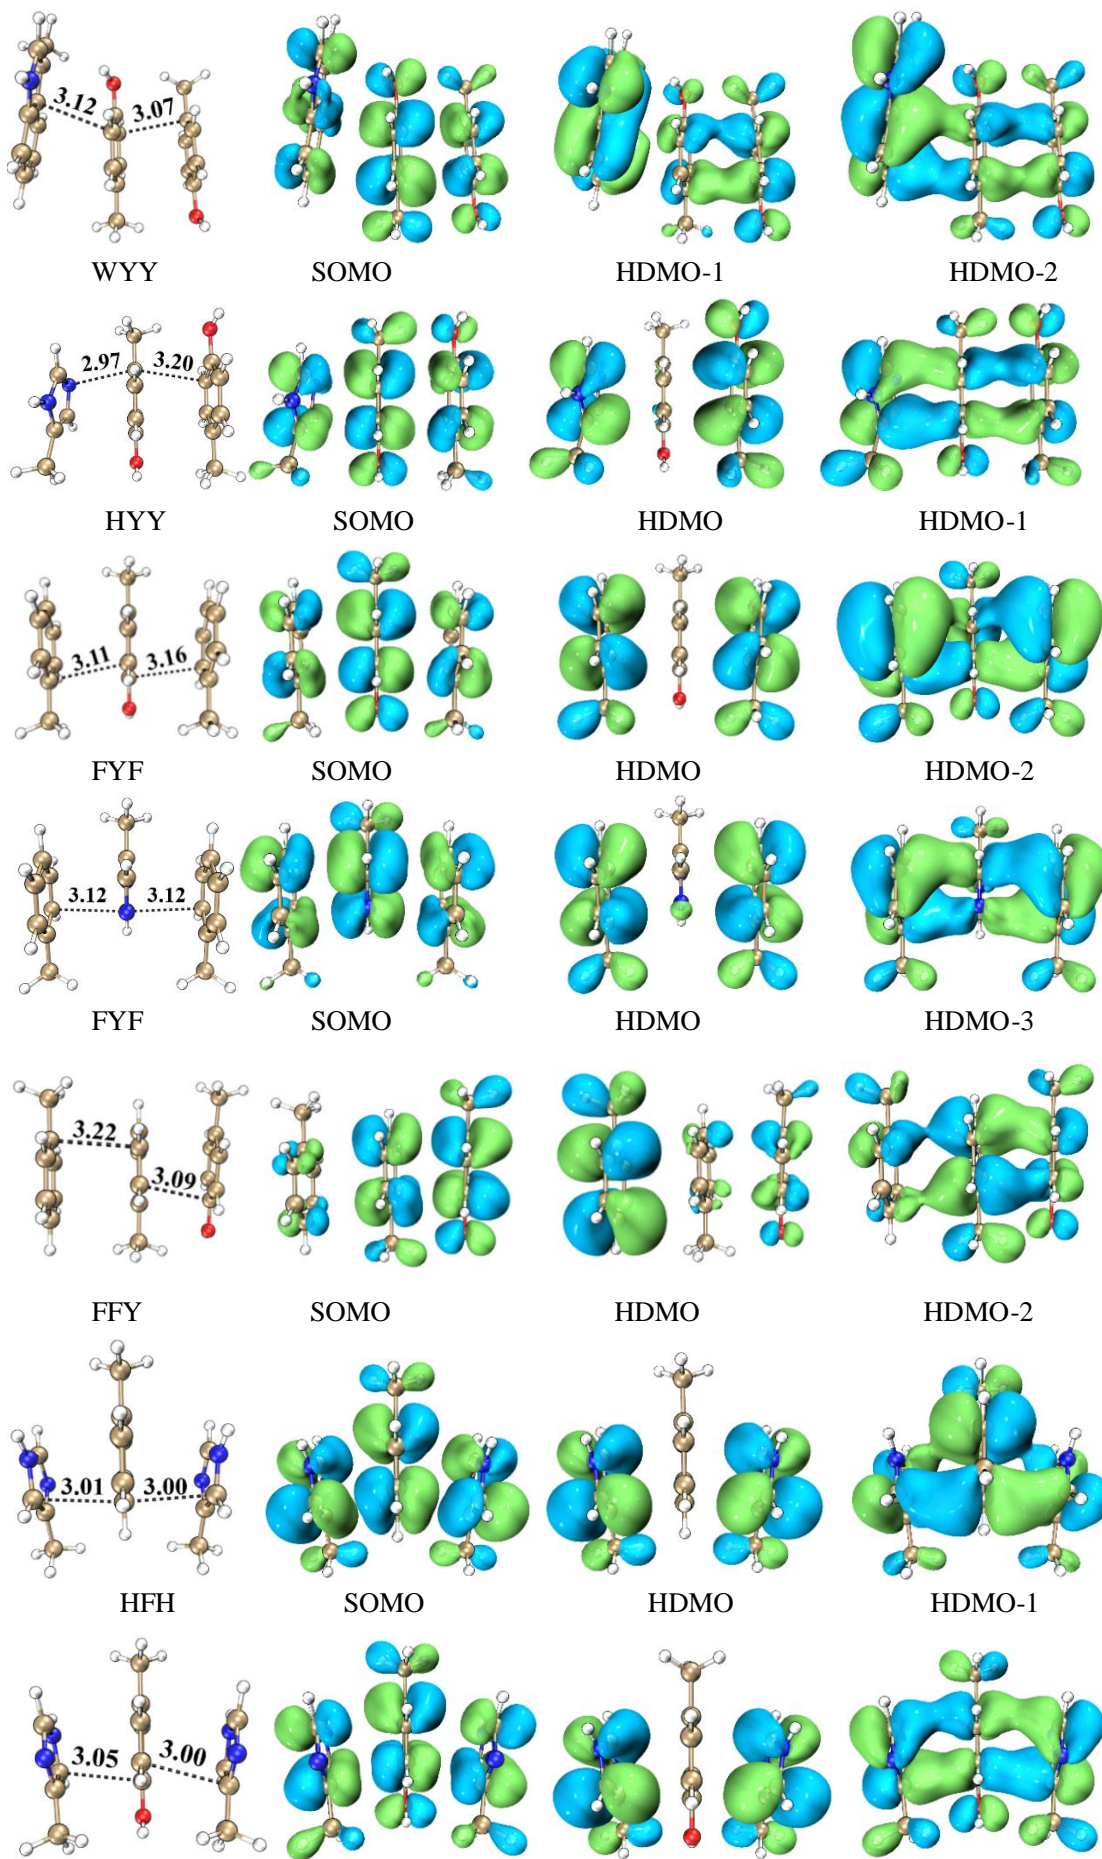 3.12 3.07
WYY SOMO HDMO-1 HDMO-2
2.97 3.20
HYY SOMO HDMO HDMO-1
3.11 3.16
FYF SOMO HDMO HDMO-2
3.12 3.12
FYF SOMO HDMO HDMO-3
3.22
3.09
FFY SOMO HDMO HDMO-2
3.01 3.00
HFH SOMO HDMO HDMO-1
3.05 3.00